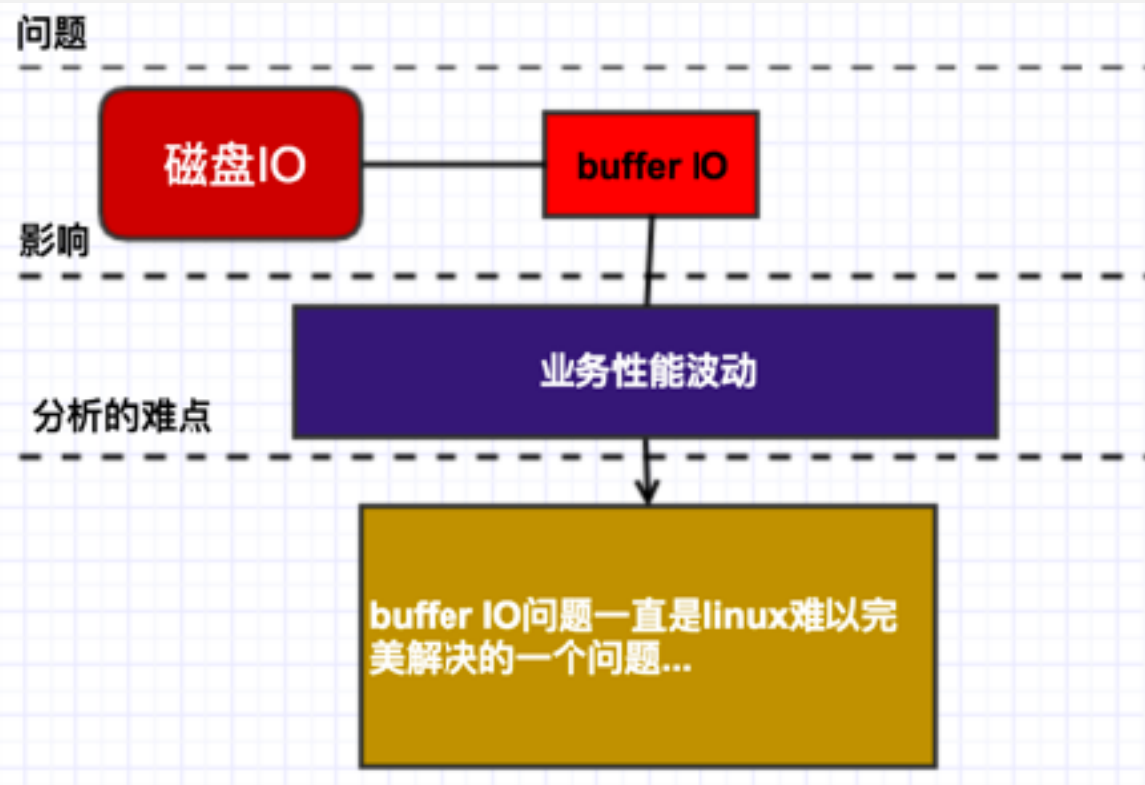 问题
磁盘IO
buffer IO
影响
业务性能波动
分析的难点
buffer IO问题一直是linux难以完
美解决的一个问题...